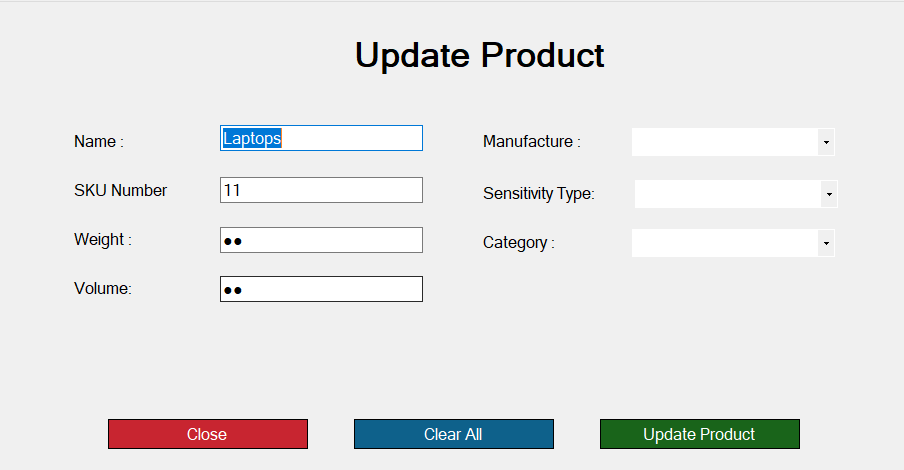 Update Product
Name : Laptops Manufacture :
SKU Number 11 Sensitivity Type:
Weight : ●● Category :
Volume: ●●
Close Clear All Update Product